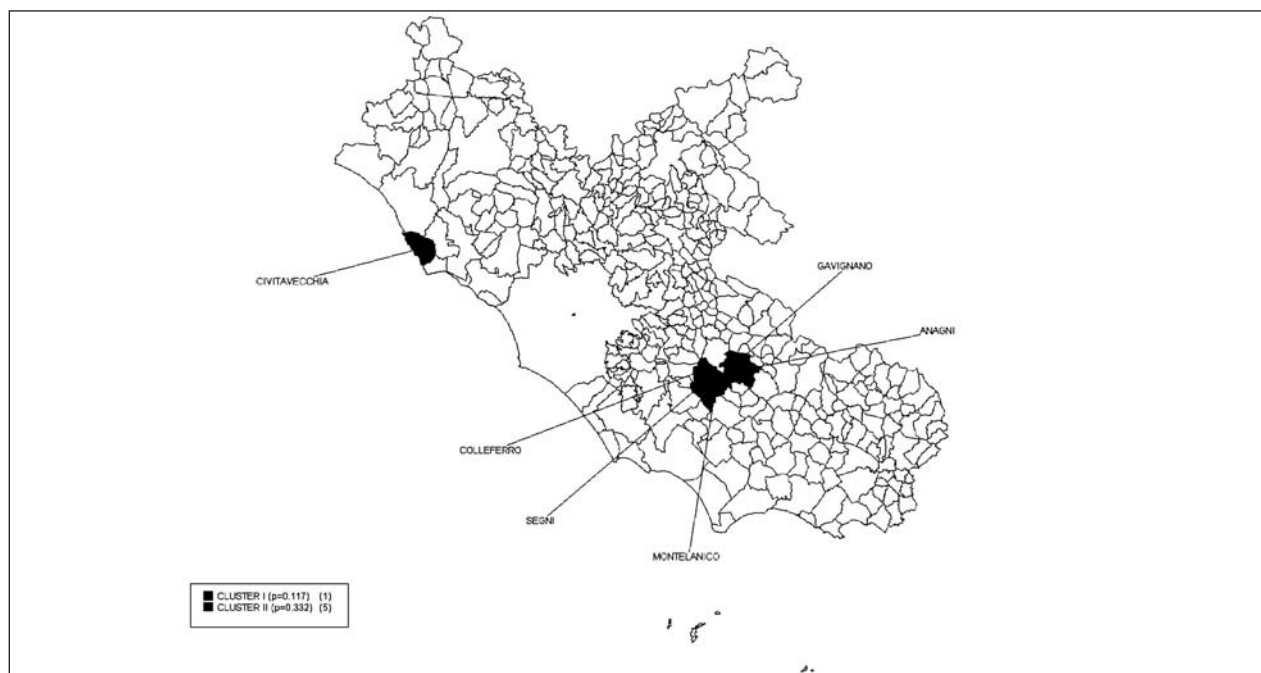 GAVIGNANO
CIVITAVECCHIA
ANAGNI
COLLEFERRO
SEGNI
MONTELANICO
CLUSTER I (p=0.117) (1)
CLUSTER II (p=0.332) (5)